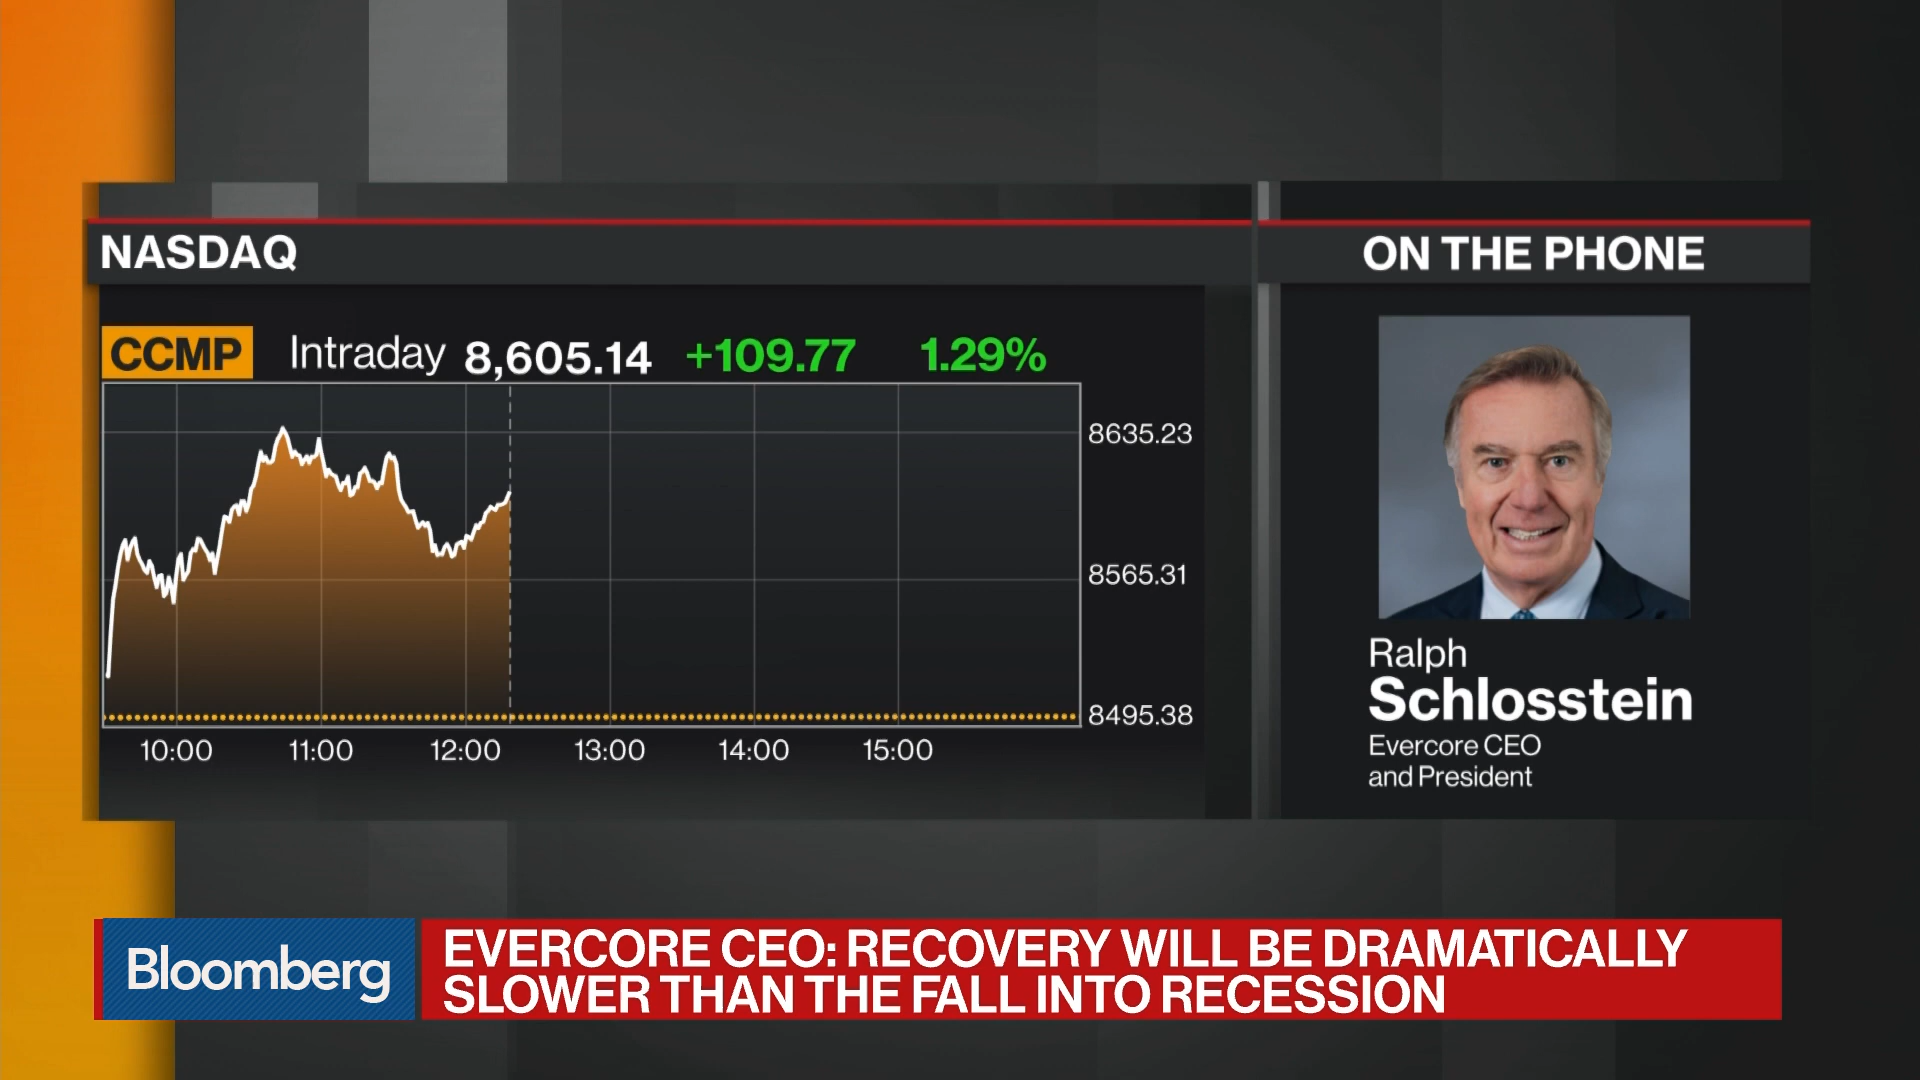 NASDAQ
CCMP Intraday 8,605.14 +109.77 1.29%
8635.23
8565.31
8495.38
10:00 11:00 12:00 13:00 14:00 15:00
ON THE PHONE
Ralph
Schlosstein
Evercore CEO
and President
Bloomberg
EVERCORE CEO: RECOVERY WILL BE DRAMATICALLY
SLOWER THAN THE FALL INTO RECESSION